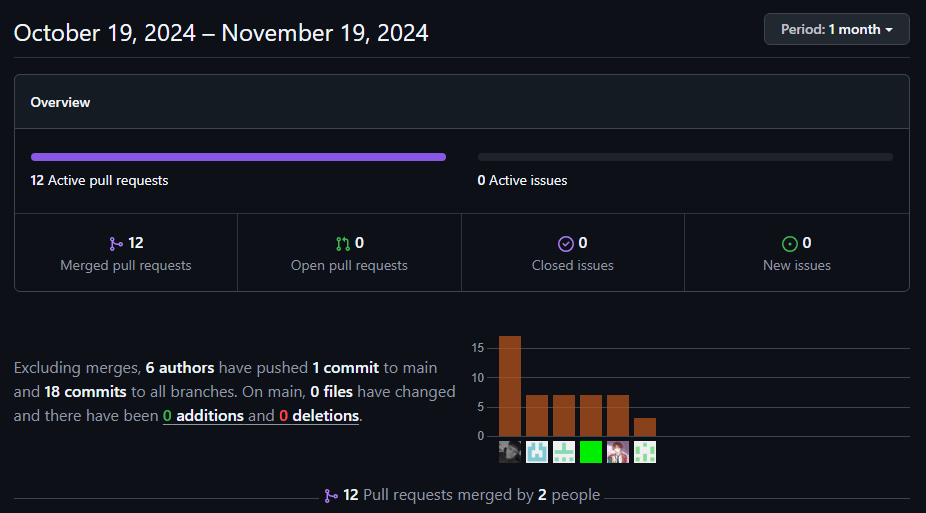 October 19, 2024 – November 19, 2024
Period: 1 month
Overview
12 Active pull requests
0 Active issues
12
Merged pull requests
0
Open pull requests
0
Closed issues
0
New issues
Excluding merges, 6 authors have pushed 1 commit to main
and 18 commits to all branches. On main, 0 files have changed
and there have been 0 additions and 0 deletions.
15
10
5
0
12 Pull requests merged by 2 people